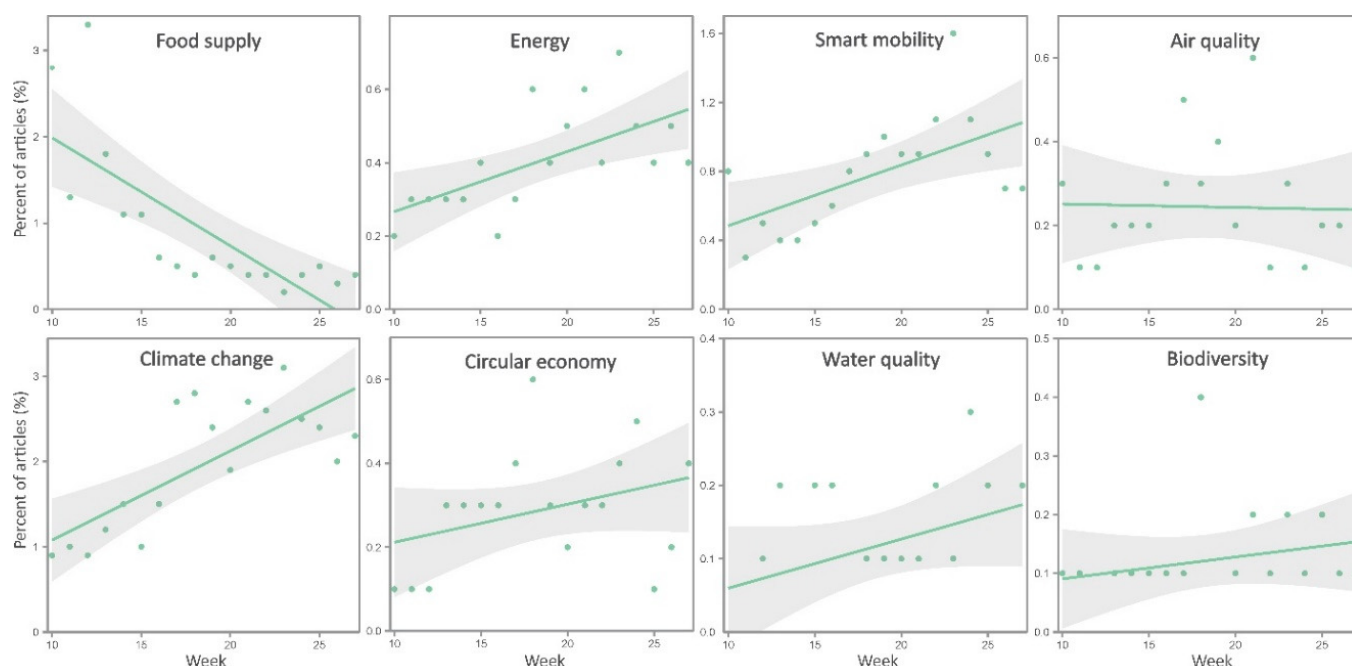 Food supply
Energy
Smart mobility
Air quality
Percent of articles (%)
3
2
1
0
10 15 20 25
0.6
0.4
0.2
0.0
10 15 20 25
1.6
1.2
0.8
0.4
0.0
10 15 20 25
0.6
0.4
0.2
0.0
10 15 20 25
Climate change
Circular economy
Water quality
Biodiversity
Percent of articles (%)
3
2
1
0
10 15 20 25
Week
0.6
0.4
0.2
0.0
10 15 20 25
Week
0.4
0.3
0.2
0.1
0.0
10 15 20 25
Week
0.5
0.4
0.3
0.2
0.1
0.0
10 15 20 25
Week